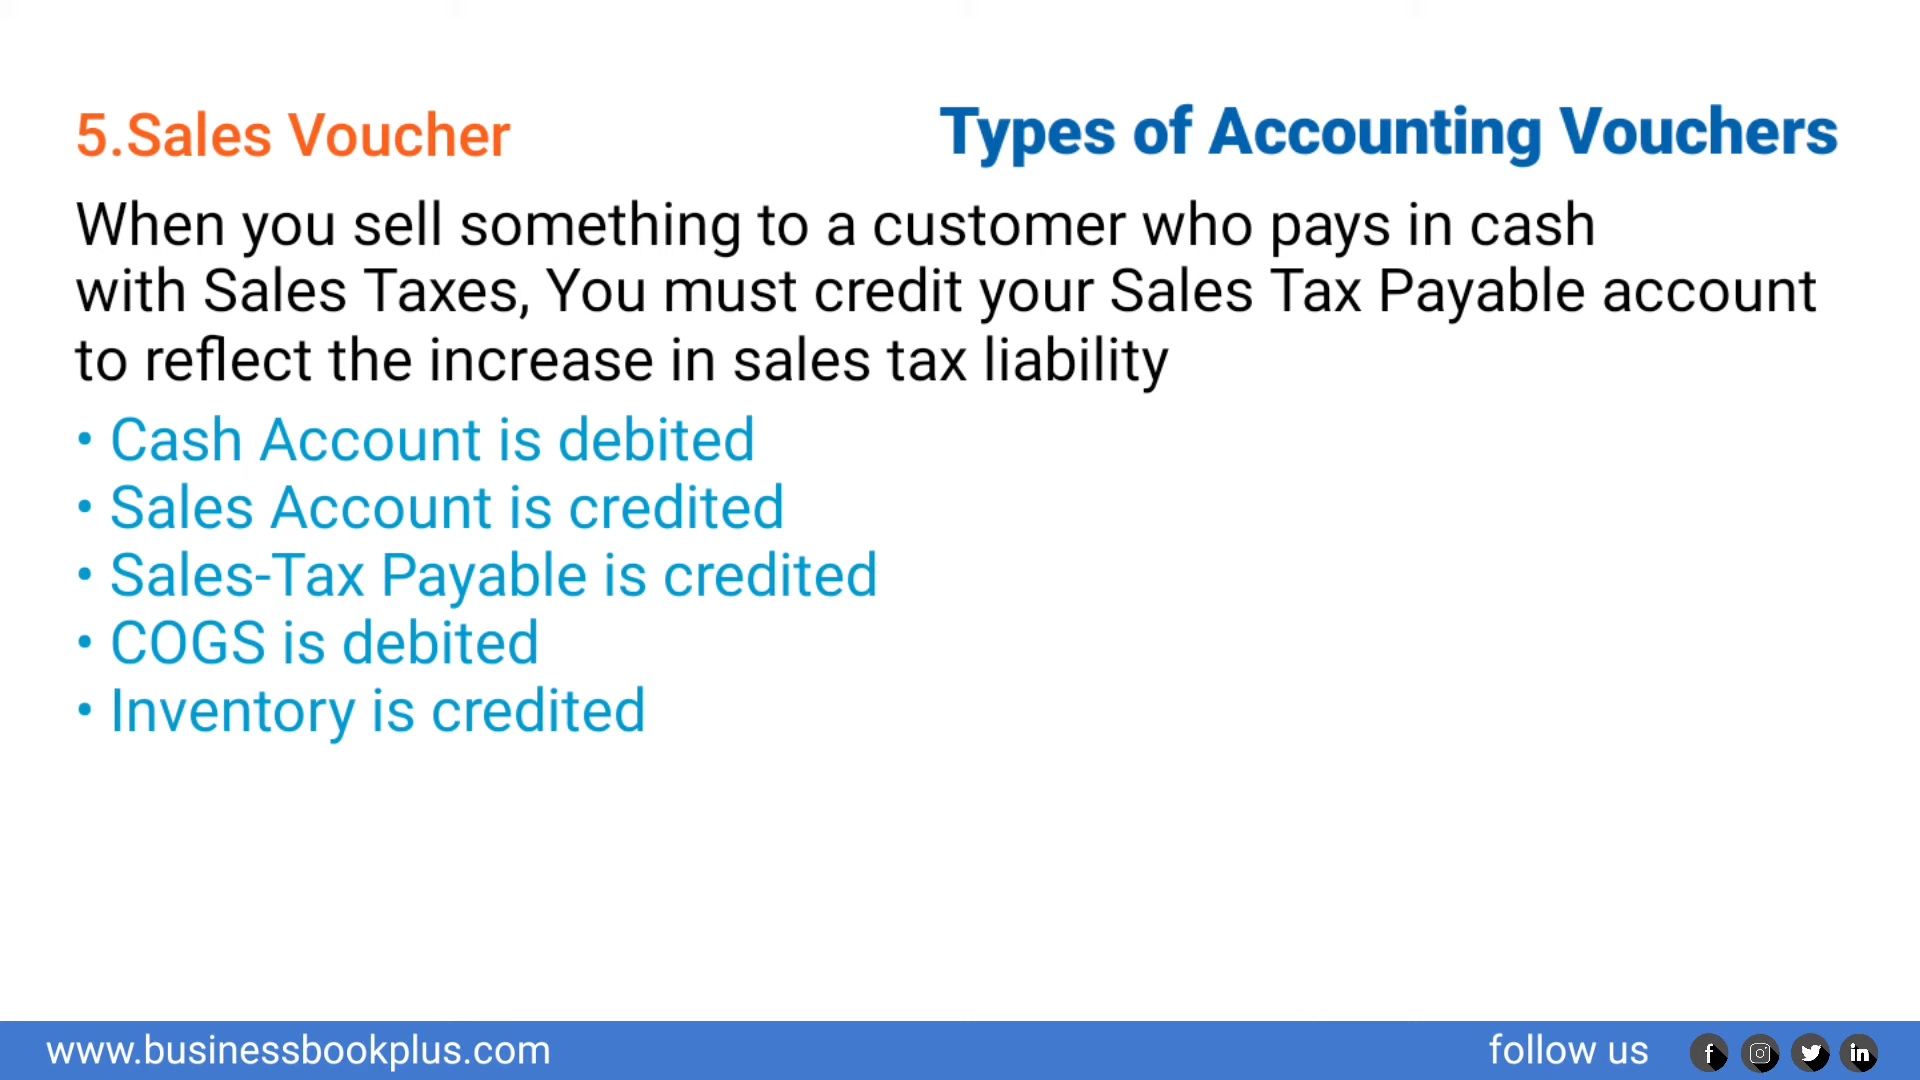 5.Sales Voucher
Types of Accounting Vouchers
When you sell something to a customer who pays in cash
with Sales Taxes, You must credit your Sales Tax Payable account
to reflect the increase in sales tax liability
• Cash Account is debited
• Sales Account is credited
• Sales-Tax Payable is credited
• COGS is debited
• Inventory is credited
www.businessbookplus.com
follow us